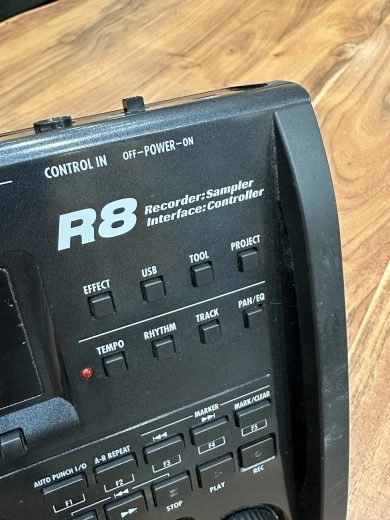 CONTROL IN OFF–POWER–ON
R8 Recorder:Sampler
Interface:Controller
EFFECT USB TOOL PROJECT
TEMPO RHYTHM TRACK PAN/EQ
AUTO PUNCH I/O A-B REPEAT MARKER MARK/CLEAR
F1 F2 F3 F4 F5
STOP PLAY REC